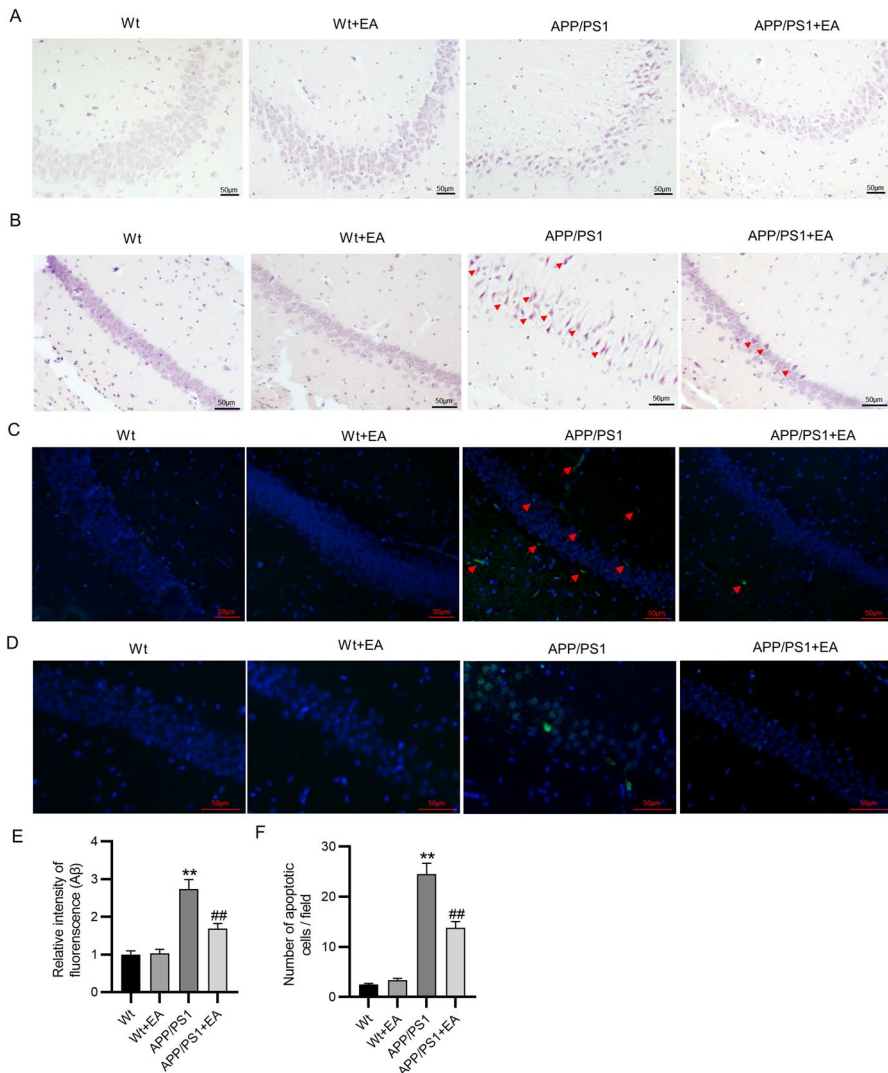 A
Wt
Wt+EA
APP/PS1
APP/PS1+EA
50μm
50μm
50μm
50μm
B
Wt
Wt+EA
APP/PS1
APP/PS1+EA
50μm
50μm
50μm
50μm
C
Wt
Wt+EA
APP/PS1
APP/PS1+EA
50μm
50μm
50μm
50μm
D
Wt
Wt+EA
APP/PS1
APP/PS1+EA
50μm
50μm
50μm
50μm
E
Relative intensity of
fluorenscence (Aβ)
4
3
2
1
0
**
##
Wt
Wt+EA
APP/PS1
APP/PS1+EA
F
Number of apoptotic
cells / field
30
20
10
0
**
##
Wt
Wt+EA
APP/PS1
APP/PS1+EA